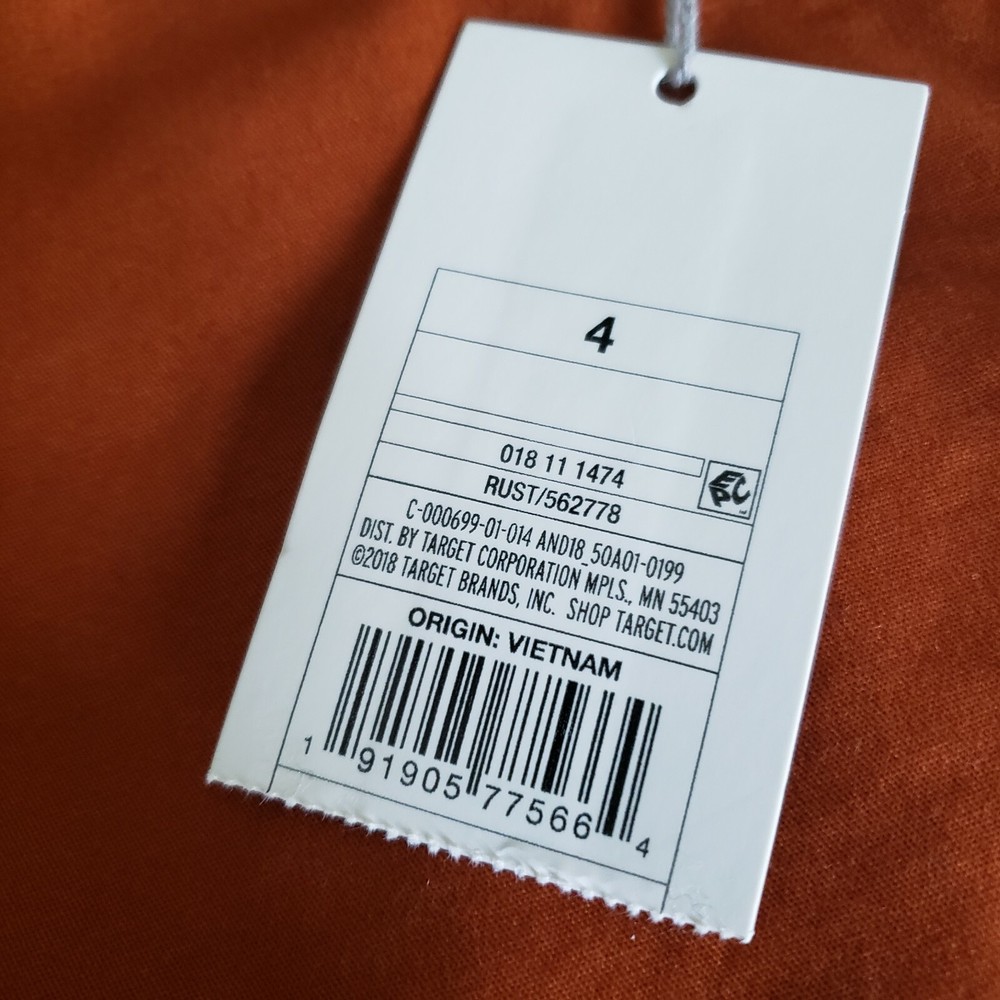 4
018 11 1474
EPC
RUST/562778
C-000699-01-014 AND18_50A01-0199
DIST. BY TARGET CORPORATION MPLS., MN 55403
©2018 TARGET BRANDS, INC. SHOP TARGET.COM
ORIGIN: VIETNAM
1 91905 77566 4